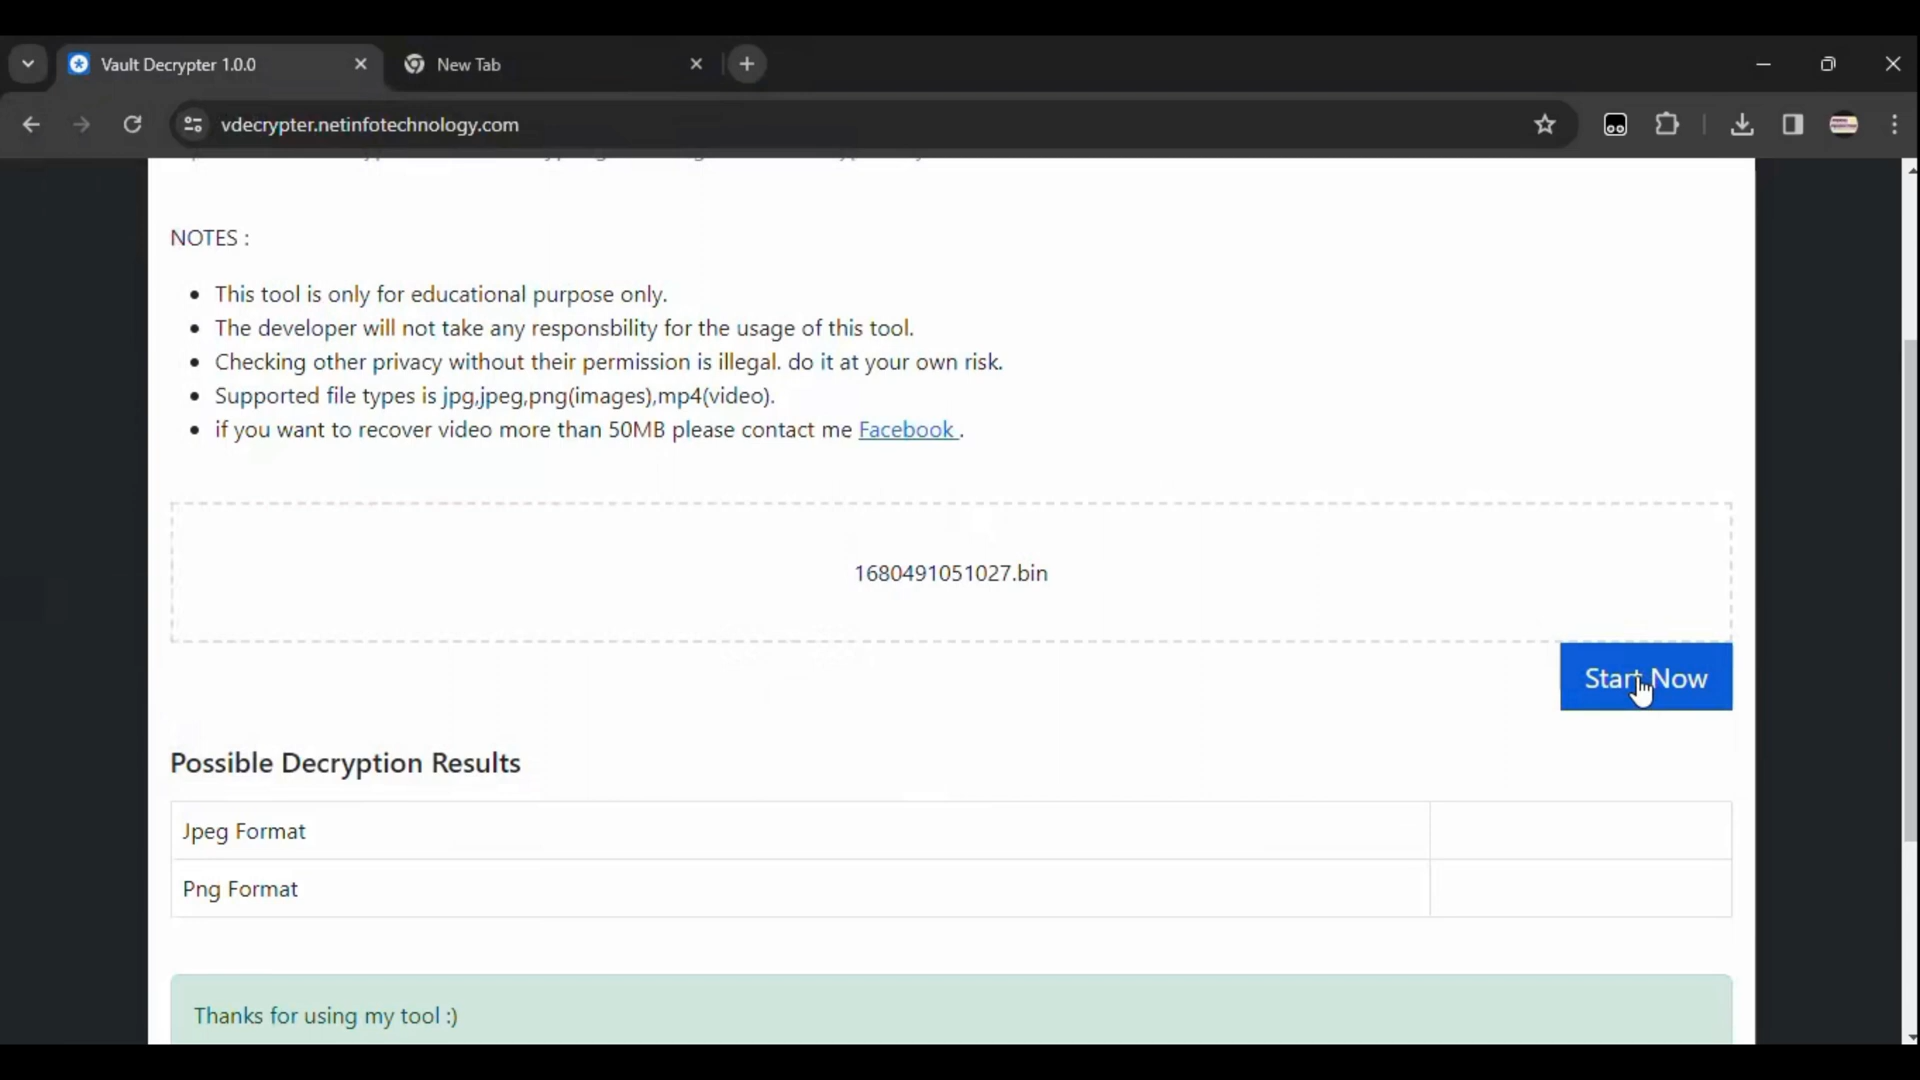 Vault Decrypter 1.0.0
New Tab
vdecrypter.netinfotechnology.com
NOTES :
This tool is only for educational purpose only.
The developer will not take any responsbility for the usage of this tool.
Checking other privacy without their permission is illegal. do it at your own risk.
Supported file types is jpg,jpeg,png(images),mp4(video).
if you want to recover video more than 50MB please contact me Facebook .
1680491051027.bin
Start Now
Possible Decryption Results
Jpeg Format
Png Format
Thanks for using my tool :)